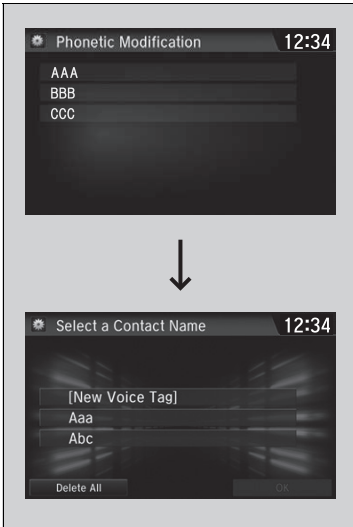 Phonetic Modification 12:34
AAA
BBB
CCC
Select a Contact Name 12:34
[New Voice Tag]
Aaa
Abc
Delete All OK